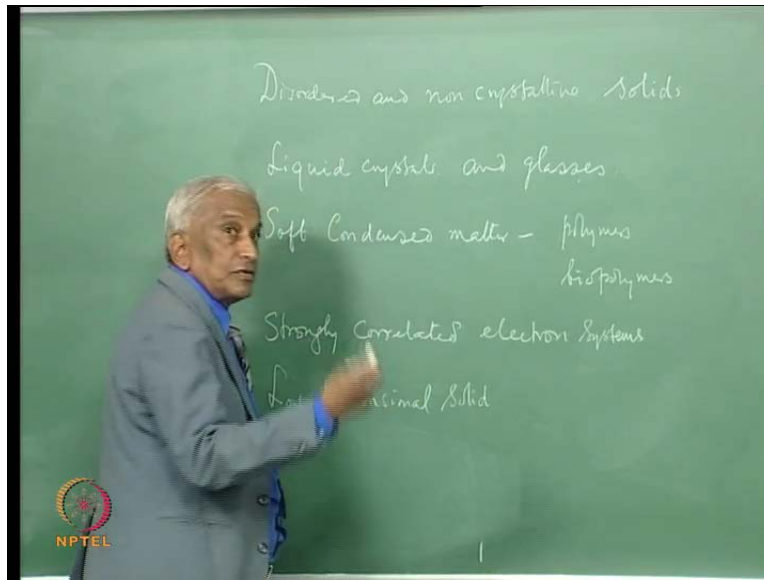 Disordered and non crystalline solids
Liquid crystals and glasses
Soft Condensed matter - polymers
biopolymers
Strongly correlated electron systems
solid
NPTEL
1